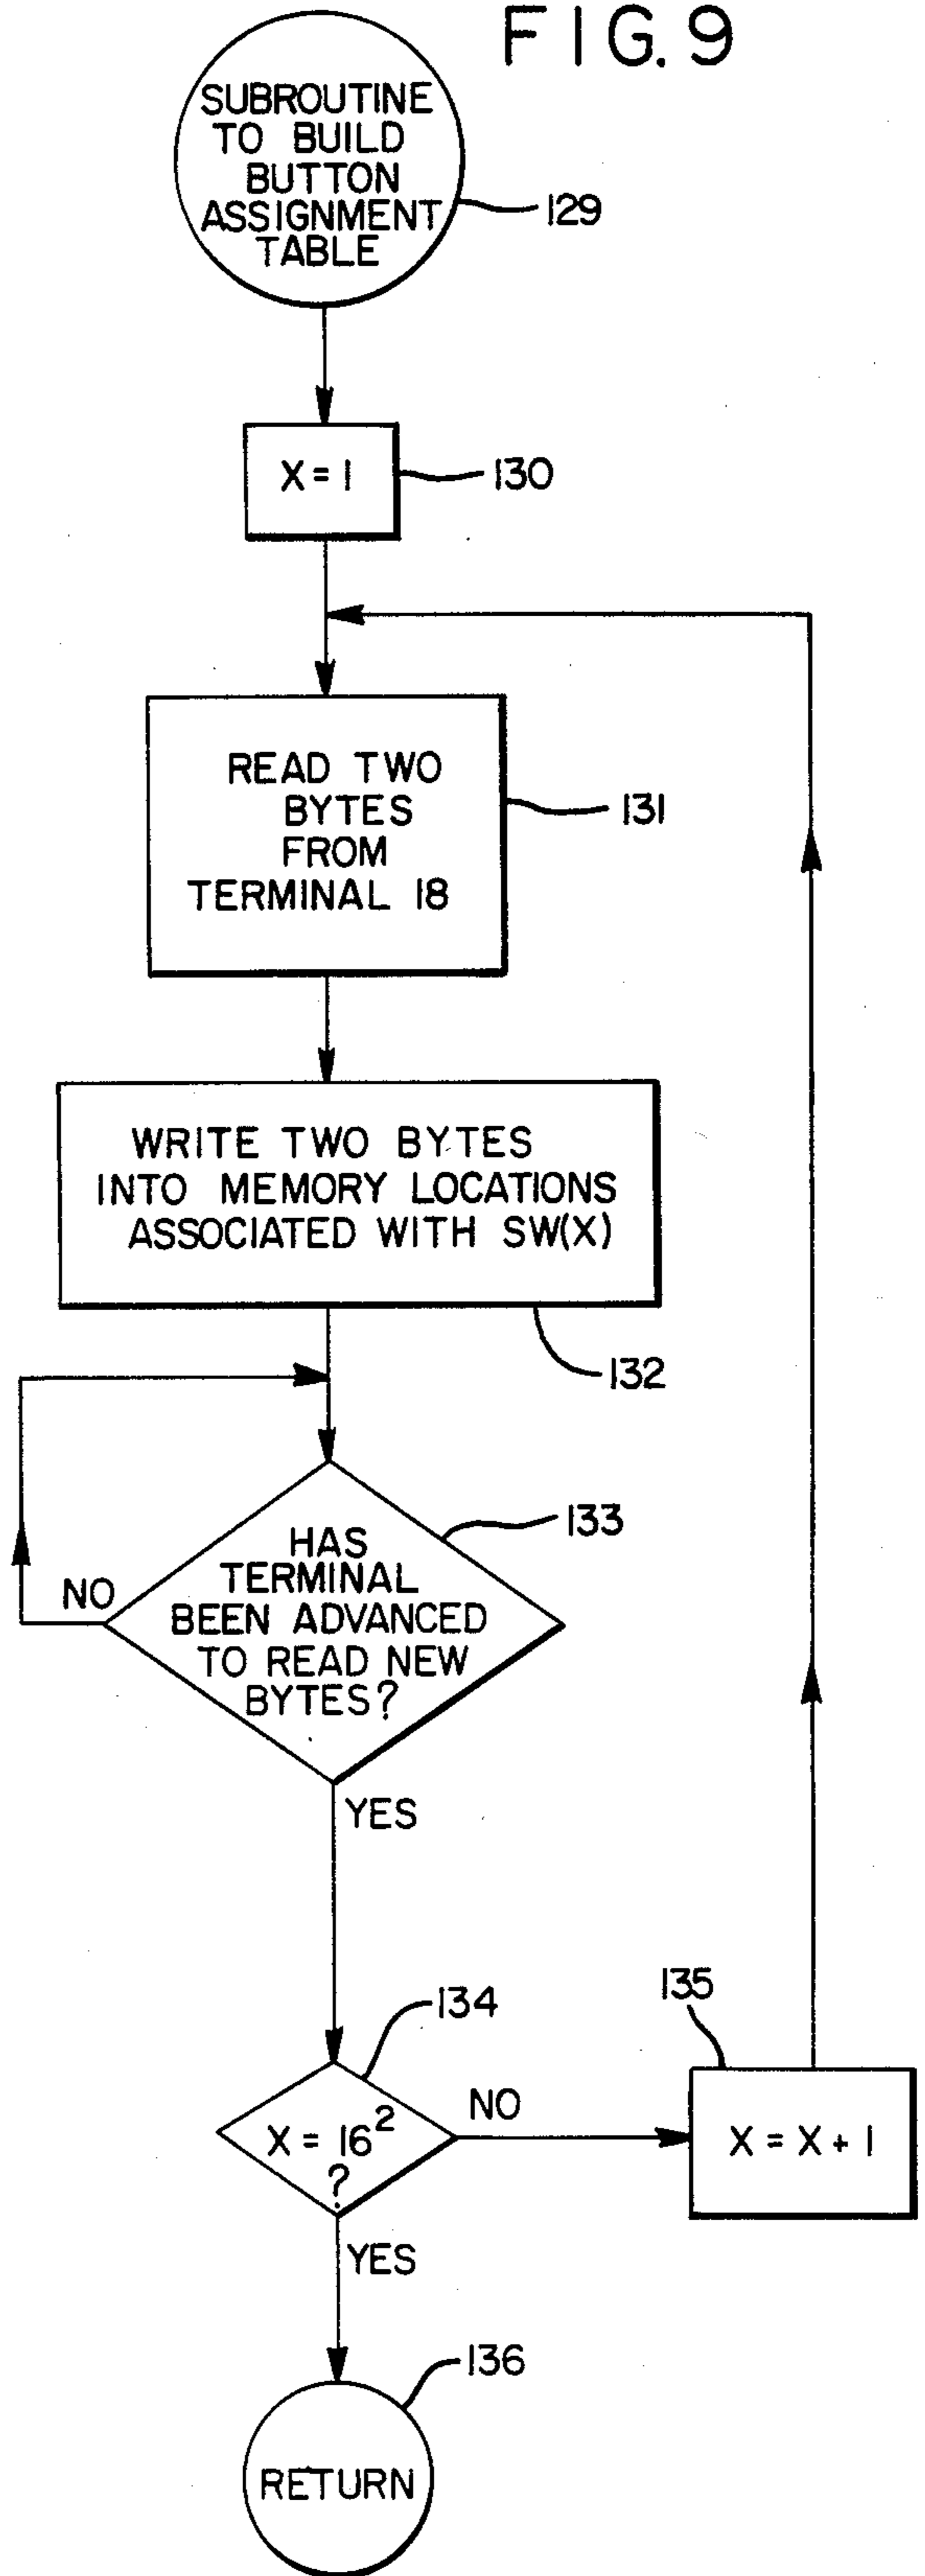 FIG. 9
SUBROUTINE
TO BUILD
BUTTON
ASSIGNMENT
TABLE
129
X = 1
130
READ TWO
BYTES
FROM
TERMINAL 18
131
WRITE TWO BYTES
INTO MEMORY LOCATIONS
ASSOCIATED WITH SW(X)
132
HAS
TERMINAL
BEEN ADVANCED
TO READ NEW
BYTES?
133
NO
YES
134
135
X = 16²
?
NO
X = X + 1
YES
136
RETURN